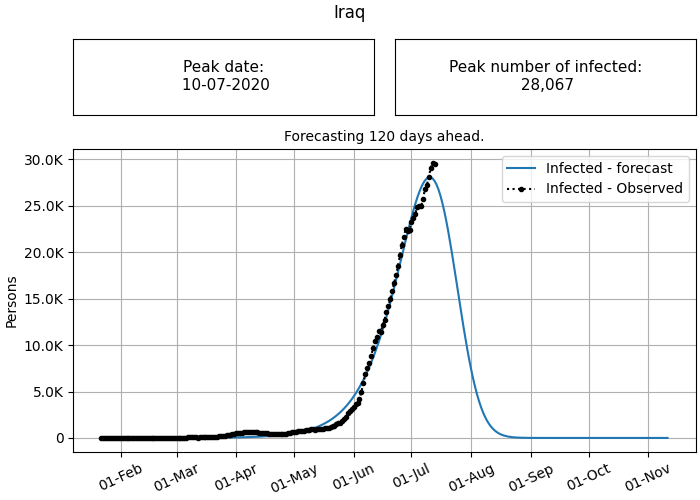 Iraq
Peak date:
10-07-2020
Peak number of infected:
28,067
Forecasting 120 days ahead.
Infected - forecast
Infected - Observed
Persons
30.0K
25.0K
20.0K
15.0K
10.0K
5.0K
0
01-Feb
01-Mar
01-Apr
01-May
01-Jun
01-Jul
01-Aug
01-Sep
01-Oct
01-Nov